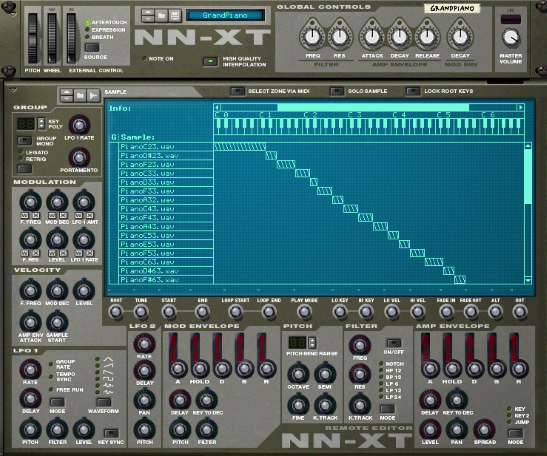 GLOBAL CONTROLS
GRANDPIANO
W X
AFTERTOUCH
EXPRESSION
BREATH
SOURCE
GrandPiano
NN-XT
NOTE ON
HIGH QUALITY
INTERPOLATION
PITCH WHEEL EXTERNAL CONTROL
FREQ RES ATTACK DECAY RELEASE DECAY
FILTER AMP ENVELOPE MOD ENV
MASTER
VOLUME
SAMPLE
SELECT ZONE VIA MIDI
SOLO SAMPLE
LOCK ROOT KEYS
GROUP
KEY
POLY
GROUP
MONO
LEGATO
RETRIG
LFO 1 RATE
PORTAMENTO
Info:
C 0 C 1 C 2 C 3 C 4 C 5 C 6
G Sample:
PianoC23.wav
PianoD#23.wav
PianoF23.wav
PianoA23.wav
PianoB33.wav
PianoD33.wav
PianoF33.wav
PianoA32.wav
PianoC43.wav
PianoF43.wav
PianoA43.wav
PianoC53.wav
PianoE53.wav
PianoF53.wav
PianoC63.wav
PianoD#63.wav
PianoF#63.wav
MODULATION
F. FREQ MOD DEC LFO 1 AMT
W X W X W X
F. RES LEVEL LFO 1 RATE
W X W X W X
VELOCITY
F. FREQ MOD DEC LEVEL
AMP ENV
ATTACK
SAMPLE
START
ROOT TUNE START END LOOP START LOOP END PLAY MODE LO KEY HI KEY LO VEL HI VEL FADE IN FADE OUT ALT OUT
LFO 1
RATE
GROUP
RATE
TEMPO
SYNC
FREE RUN
DELAY
MODE
WAVEFORM
PITCH FILTER LEVEL KEY SYNC
LFO 2
RATE
DELAY
PAN
PITCH
MOD ENVELOPE
A HOLD D S R
DELAY KEY TO DEC
PITCH FILTER
PITCH
PITCH BEND RANGE
OCTAVE SEMI
FINE K.TRACK
FILTER
FREQ
ON/OFF
NOTCH
HP 12
BP 12
LP 6
LP 12
LP 24
RES
K.TRACK
MODE
AMP ENVELOPE
A HOLD D S R
DELAY KEY TO DEC
KEY
KEY 2
JUMP
LEVEL PAN SPREAD MODE
REMOTE EDITOR
NN-XT